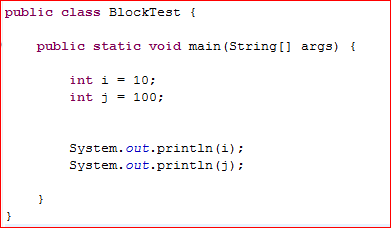 public class BlockTest {
public static void main(String[] args) {
int i = 10;
int j = 100;
System.out.println(i);
System.out.println(j);
}
}